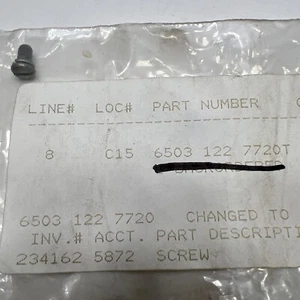 LINE# LOC# PART NUMBER
8 C15 6503 122 7720T
BACKORDERED
6503 122 7720 CHANGED TO
INV.# ACCT. PART DESCRIPTI
234162 5872 SCREW